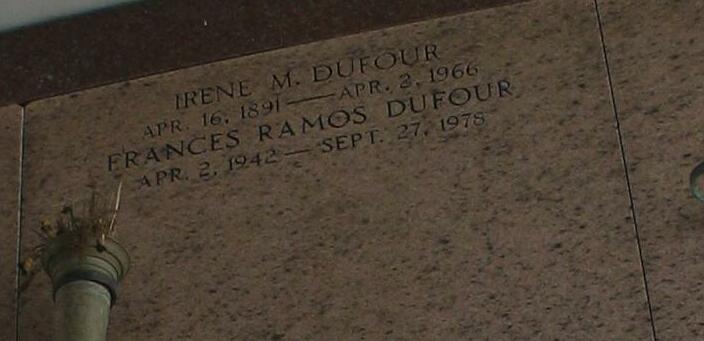 IRENE M. DUFOUR
APR. 16, 1891 — APR. 2, 1966
FRANCES RAMOS DUFOUR
APR. 2, 1942 — SEPT. 27, 1978